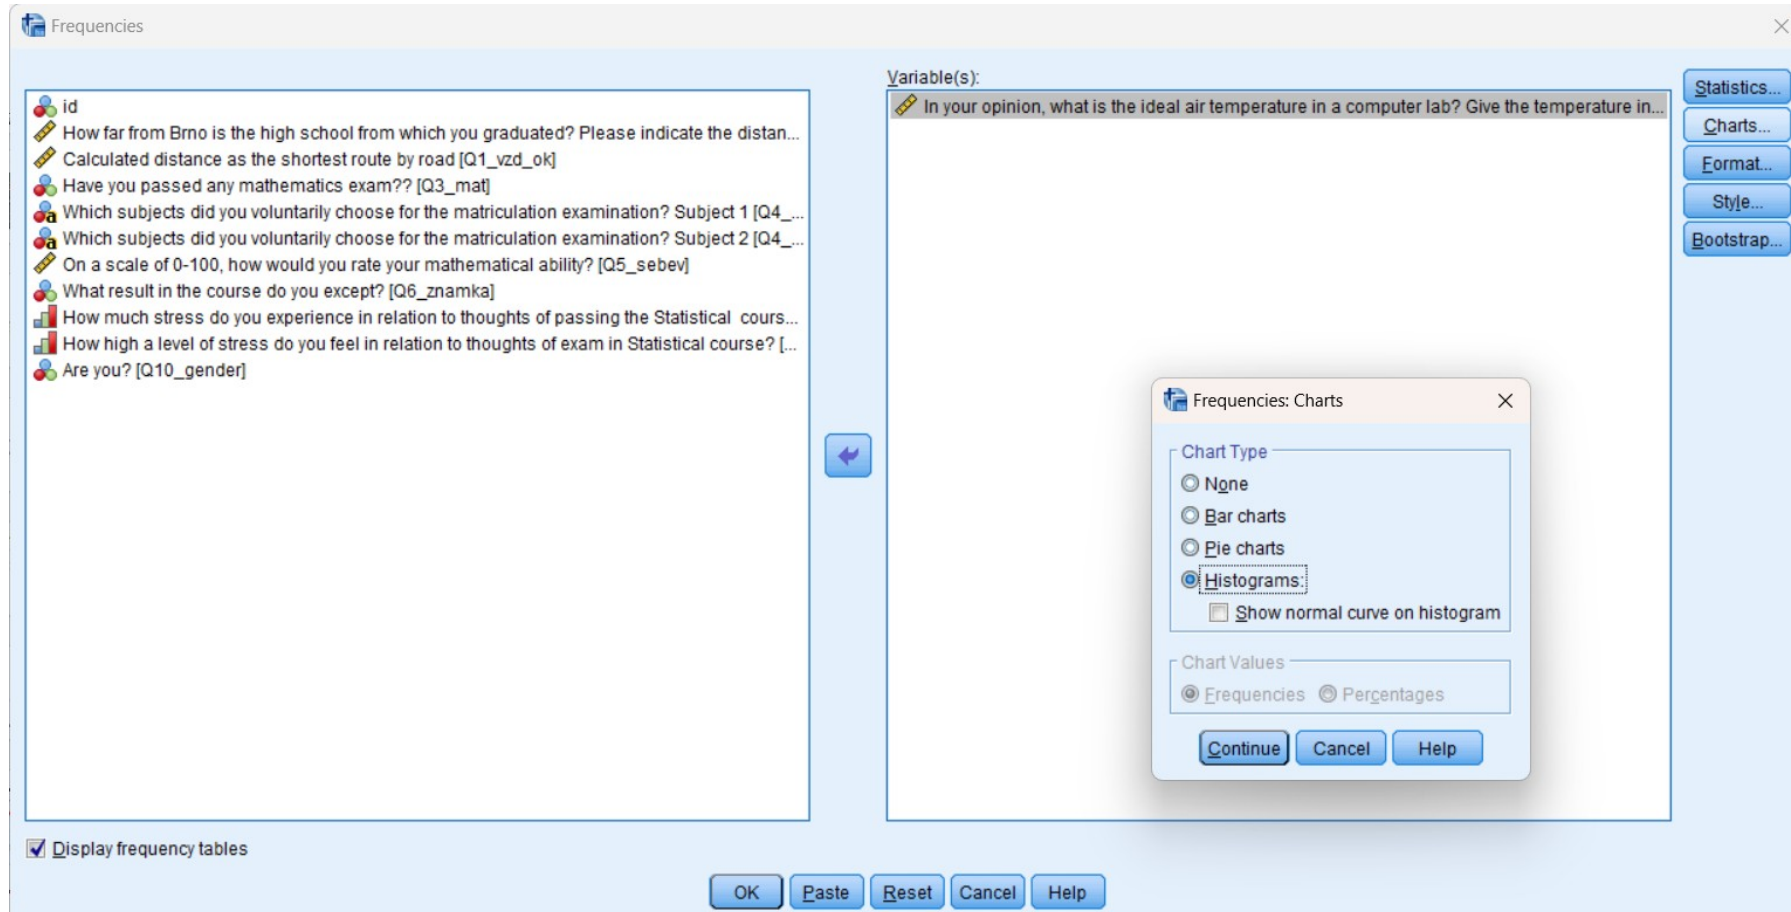 Frequencies
Variable(s):
id
How far from Brno is the high school from which you graduated? Please indicate the distan...
Calculated distance as the shortest route by road [Q1_vzd_ok]
Have you passed any mathematics exam?? [Q3_mat]
Which subjects did you voluntarily choose for the matriculation examination? Subject 1 [Q4_...
Which subjects did you voluntarily choose for the matriculation examination? Subject 2 [Q4_...
On a scale of 0-100, how would you rate your mathematical ability? [Q5_sebev]
What result in the course do you except? [Q6_znamka]
How much stress do you experience in relation to thoughts of passing the Statistical cours...
How high a level of stress do you feel in relation to thoughts of exam in Statistical course? [...
Are you? [Q10_gender]
In your opinion, what is the ideal air temperature in a computer lab? Give the temperature in...
Statistics...
Charts...
Format...
Style...
Bootstrap...
Frequencies: Charts
Chart Type
None
Bar charts
Pie charts
Histograms:
Show normal curve on histogram
Chart Values
Frequencies Percentages
Continue Cancel Help
Display frequency tables
OK Paste Reset Cancel Help